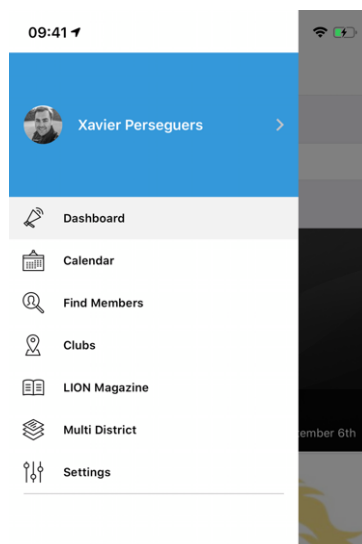 09:41
Xavier Perseguers
Dashboard
Calendar
Find Members
Clubs
LION Magazine
ember 6th
Multi District
Settings